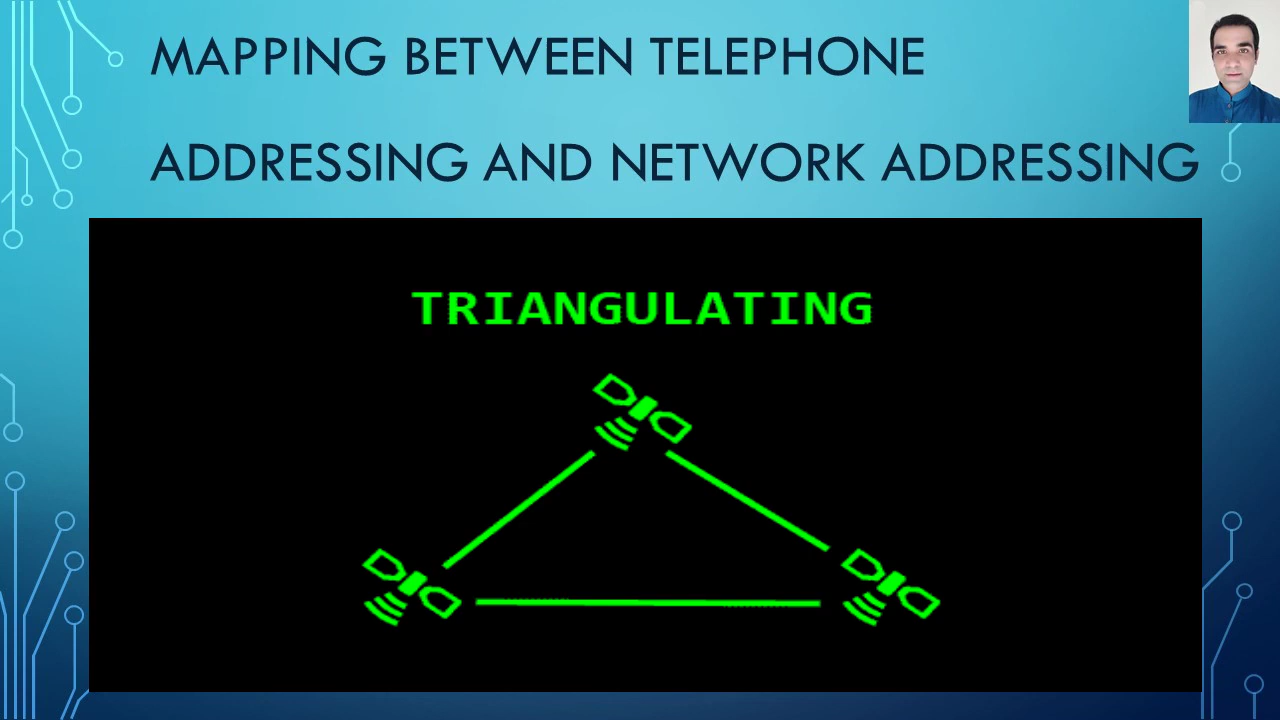 MAPPING BETWEEN TELEPHONE
ADDRESSING AND NETWORK ADDRESSING
TRIANGULATING